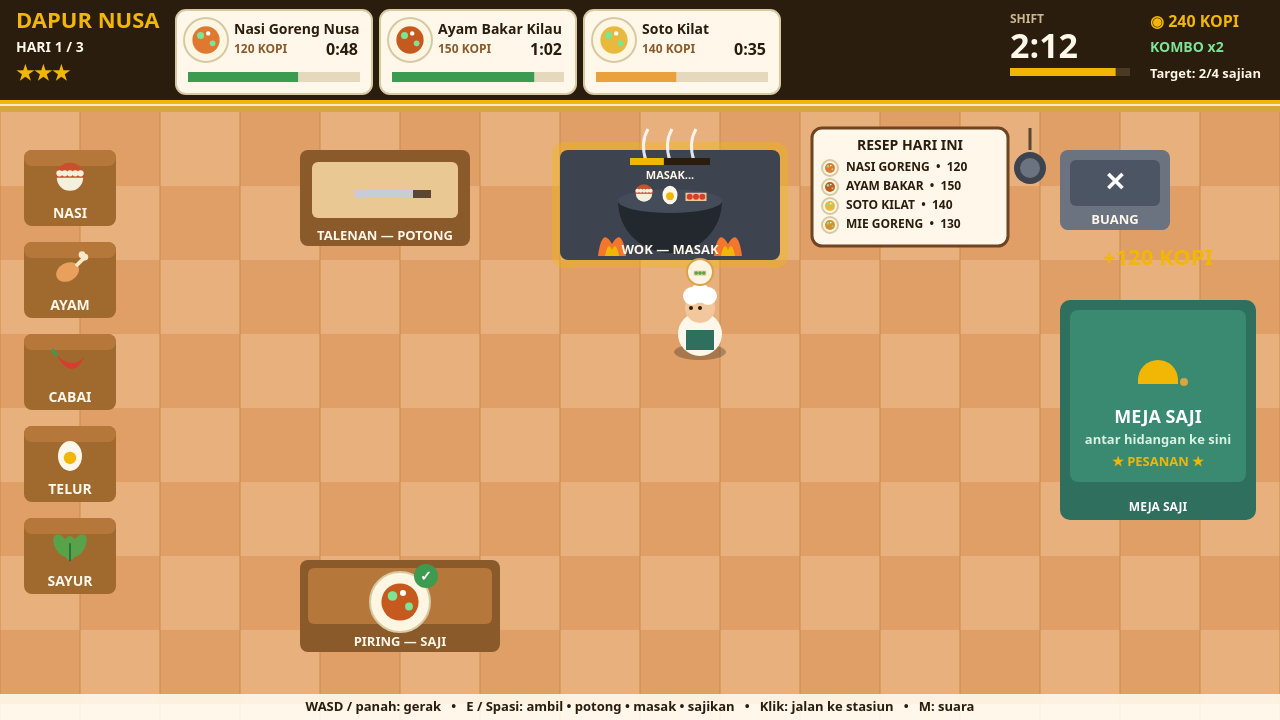 DAPUR NUSA
HARI 1 / 3
★★★
Nasi Goreng Nusa
120 KOPI 0:48
Ayam Bakar Kilau
150 KOPI 1:02
Soto Kilat
140 KOPI 0:35
SHIFT
2:12
◉ 240 KOPI
KOMBO x2
Target: 2/4 sajian
NASI
AYAM
CABAI
TELUR
SAYUR
TALENAN — POTONG
MASAK...
WOK — MASAK
RESEP HARI INI
NASI GORENG • 120
AYAM BAKAR • 150
SOTO KILAT • 140
MIE GORENG • 130
✕
BUANG
+120 KOPI
MEJA SAJI
antar hidangan ke sini
★ PESANAN ★
MEJA SAJI
✓
PIRING — SAJI
WASD / panah: gerak • E / Spasi: ambil • potong • masak • sajikan • Klik: jalan ke stasiun • M: suara